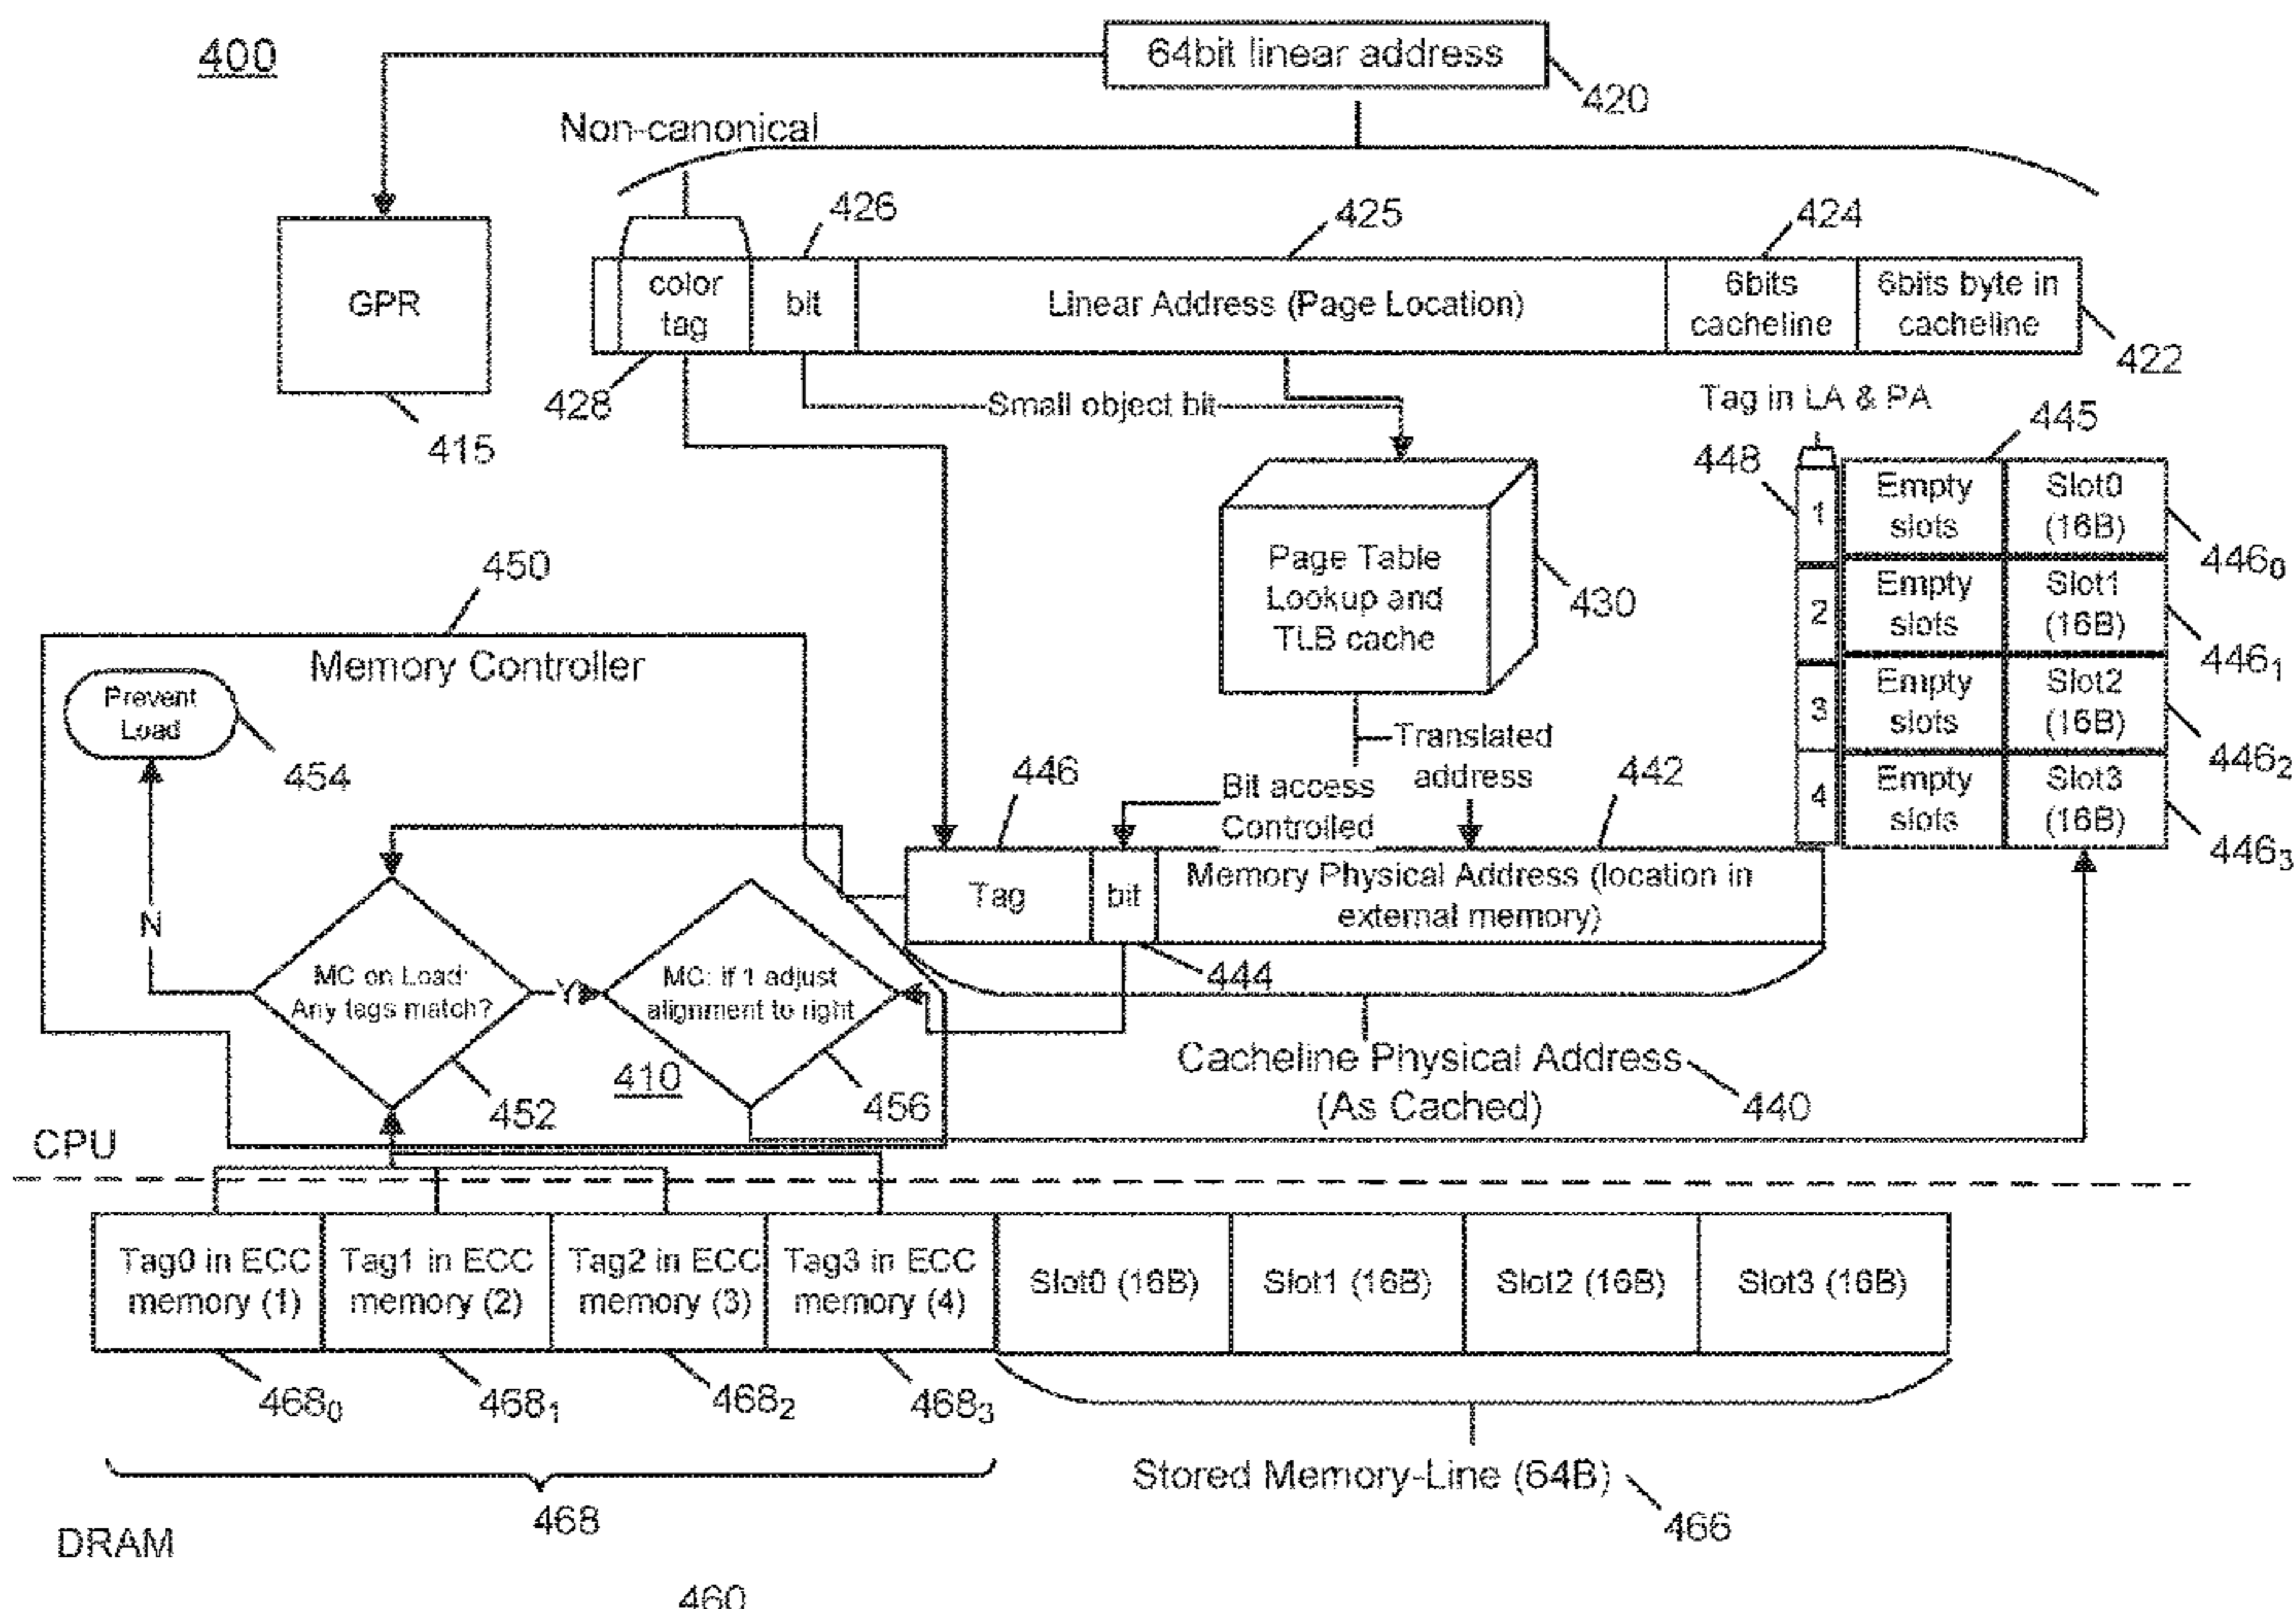 400
64bit linear address
420
Non-canonical
426
425
424
GPR
color
tag
bit
Linear Address (Page Location)
6bits
cacheline
6bits byte in
cacheline
422
428
415
Small object bit
Tag in LA & PA
445
448
1
Empty
slots
Slot0
(16B)
446₀
2
Empty
slots
Slot1
(16B)
446₁
3
Empty
slots
Slot2
(16B)
446₂
4
Empty
slots
Slot3
(16B)
446₃
Page Table
Lookup and
TLB cache
430
450
Memory Controller
Prevent
Load
454
N
Translated
address
Bit access
Controlled
446
442
Tag
bit
Memory Physical Address (location in
external memory)
444
MC on Load:
Any tags match?
Y
MC: if 1 adjust
alignment to right
452
410
456
Cacheline Physical Address
(As Cached)
440
CPU
Tag0 in ECC
memory (1)
Tag1 in ECC
memory (2)
Tag2 in ECC
memory (3)
Tag3 in ECC
memory (4)
Slot0 (16B)
Slot1 (16B)
Slot2 (16B)
Slot3 (16B)
468₀
468₁
468₂
468₃
468
Stored Memory-Line (64B)
466
DRAM
460